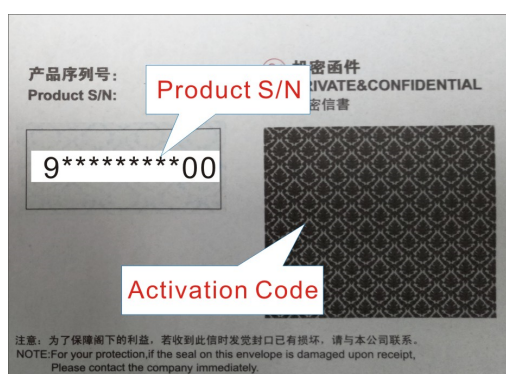 产品序列号：
Product S/N:
Product S/N
密函件
IVATE&CONFIDENTIAL
密信書
9*********00
Activation Code
注意：为了保障阁下的利益，若收到此信时发觉封口已有损坏，请与本公司联系。
NOTE:For your protection,if the seal on this envelope is damaged upon receipt,
Please contact the company immediately.